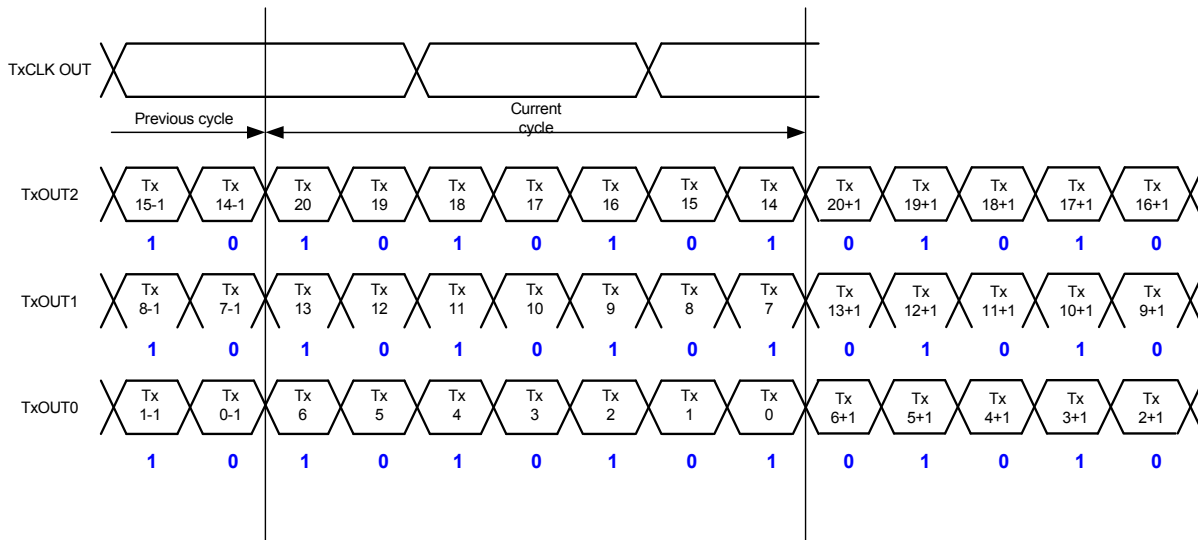 TxCLK OUT
Previous cycle
Current
cycle
TxOUT2
Tx Tx Tx Tx Tx Tx Tx Tx Tx Tx Tx Tx Tx Tx
15-1 14-1 20 19 18 17 16 15 14 20+1 19+1 18+1 17+1 16+1
1 0 1 0 1 0 1 0 1 0 1 0 1 0
TxOUT1
Tx Tx Tx Tx Tx Tx Tx Tx Tx Tx Tx Tx Tx Tx
8-1 7-1 13 12 11 10 9 8 7 13+1 12+1 11+1 10+1 9+1
1 0 1 0 1 0 1 0 1 0 1 0 1 0
TxOUT0
Tx Tx Tx Tx Tx Tx Tx Tx Tx Tx Tx Tx Tx Tx
1-1 0-1 6 5 4 3 2 1 0 6+1 5+1 4+1 3+1 2+1
1 0 1 0 1 0 1 0 1 0 1 0 1 0